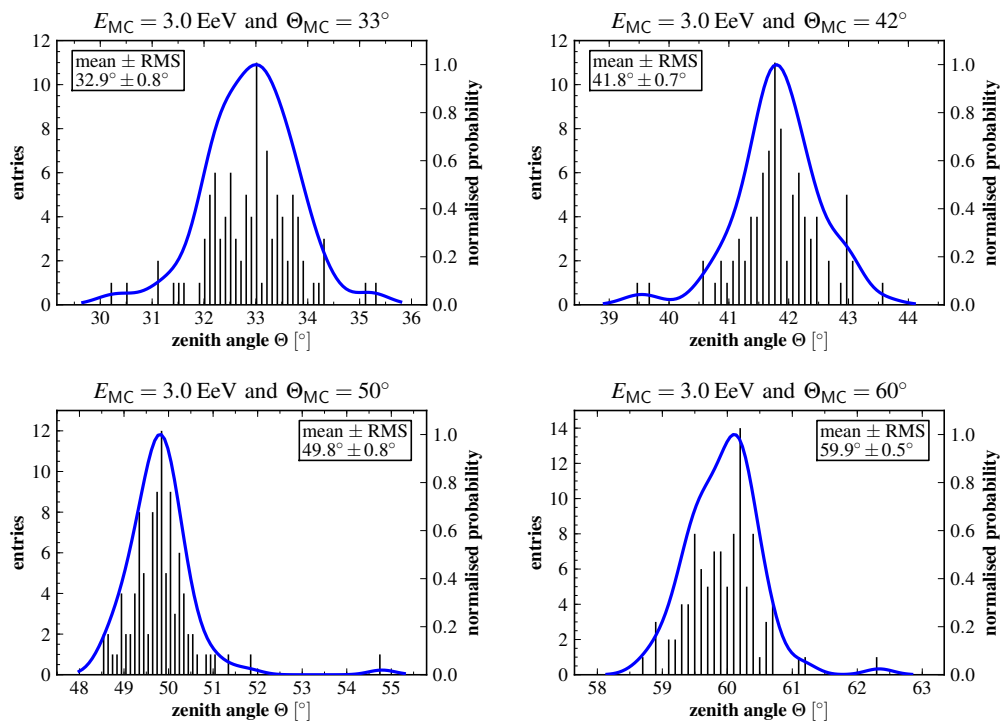 E_MC = 3.0 EeV and Θ_MC = 33°
mean ± RMS
32.9° ± 0.8°
entries
12
10
8
6
4
2
0
normalised probability
1.0
0.8
0.6
0.4
0.2
0.0
30 31 32 33 34 35 36
zenith angle Θ [°]
E_MC = 3.0 EeV and Θ_MC = 42°
mean ± RMS
41.8° ± 0.7°
entries
12
10
8
6
4
2
0
normalised probability
1.0
0.8
0.6
0.4
0.2
0.0
39 40 41 42 43 44
zenith angle Θ [°]
E_MC = 3.0 EeV and Θ_MC = 50°
mean ± RMS
49.8° ± 0.8°
entries
12
10
8
6
4
2
0
normalised probability
1.0
0.8
0.6
0.4
0.2
0.0
48 49 50 51 52 53 54 55
zenith angle Θ [°]
E_MC = 3.0 EeV and Θ_MC = 60°
mean ± RMS
59.9° ± 0.5°
entries
14
12
10
8
6
4
2
0
normalised probability
1.0
0.8
0.6
0.4
0.2
0.0
58 59 60 61 62 63
zenith angle Θ [°]